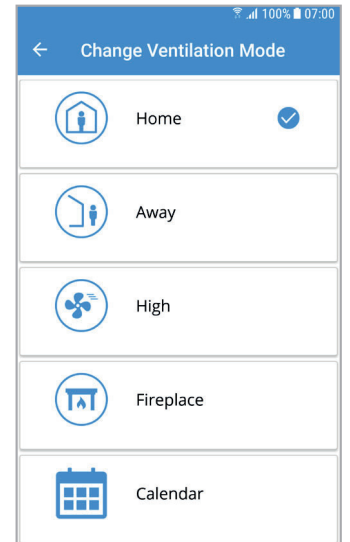 100% 07:00
Change Ventilation Mode
Home
Away
High
Fireplace
Calendar